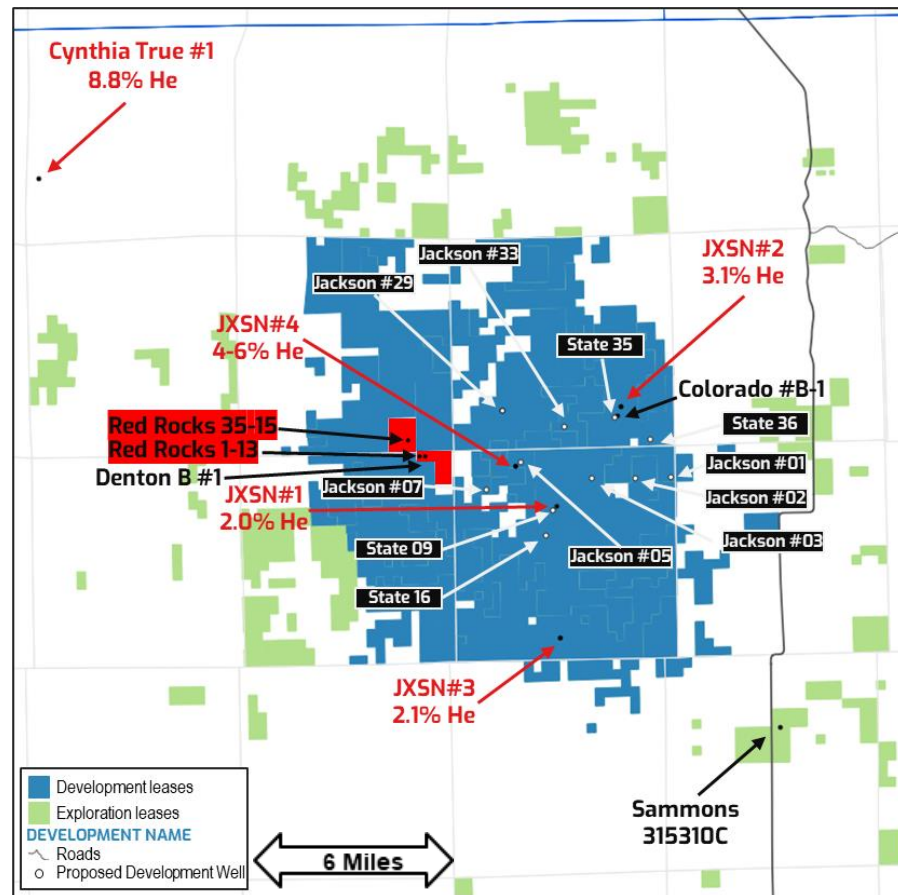 Cynthia True #1
8.8% He
Jackson #33
Jackson #29
JXSN#2
3.1% He
JXSN#4
4-6% He
State 35
Colorado #B-1
Red Rocks 35-15
State 36
Red Rocks 1-13
Denton B #1
Jackson #01
Jackson #07
JXSN#1
2.0% He
Jackson #02
Jackson #03
State 09
Jackson #05
State 16
JXSN#3
2.1% He
Sammons
315310C
Development leases
Exploration leases
DEVELOPMENT NAME
Roads
Proposed Development Well
6 Miles